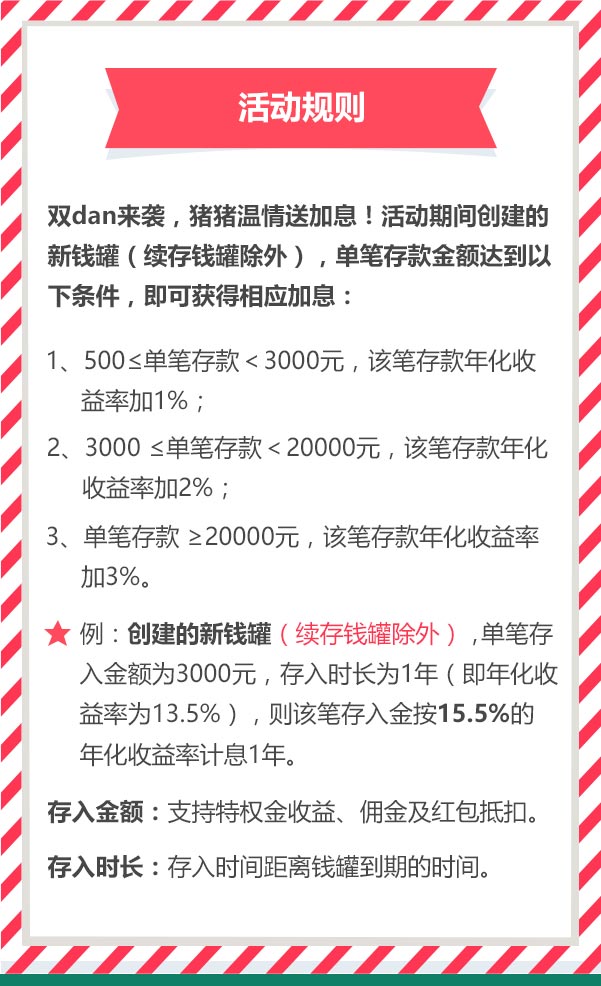 活动规则
双dan来袭，猪猪温情送加息！活动期间创建的
新钱罐（续存钱罐除外），单笔存款金额达到以
下条件，即可获得相应加息：
1、500≤单笔存款＜3000元，该笔存款年化收
益率加1%；
2、3000 ≤单笔存款＜20000元，该笔存款年化
收益率加2%；
3、单笔存款 ≥20000元，该笔存款年化收益率
加3%。
例：创建的新钱罐（续存钱罐除外），单笔存
入金额为3000元，存入时长为1年（即年化收
益率为13.5%），则该笔存入金按15.5%的
年化收益率计息1年。
存入金额：支持特权金收益、佣金及红包抵扣。
存入时长：存入时间距离钱罐到期的时间。